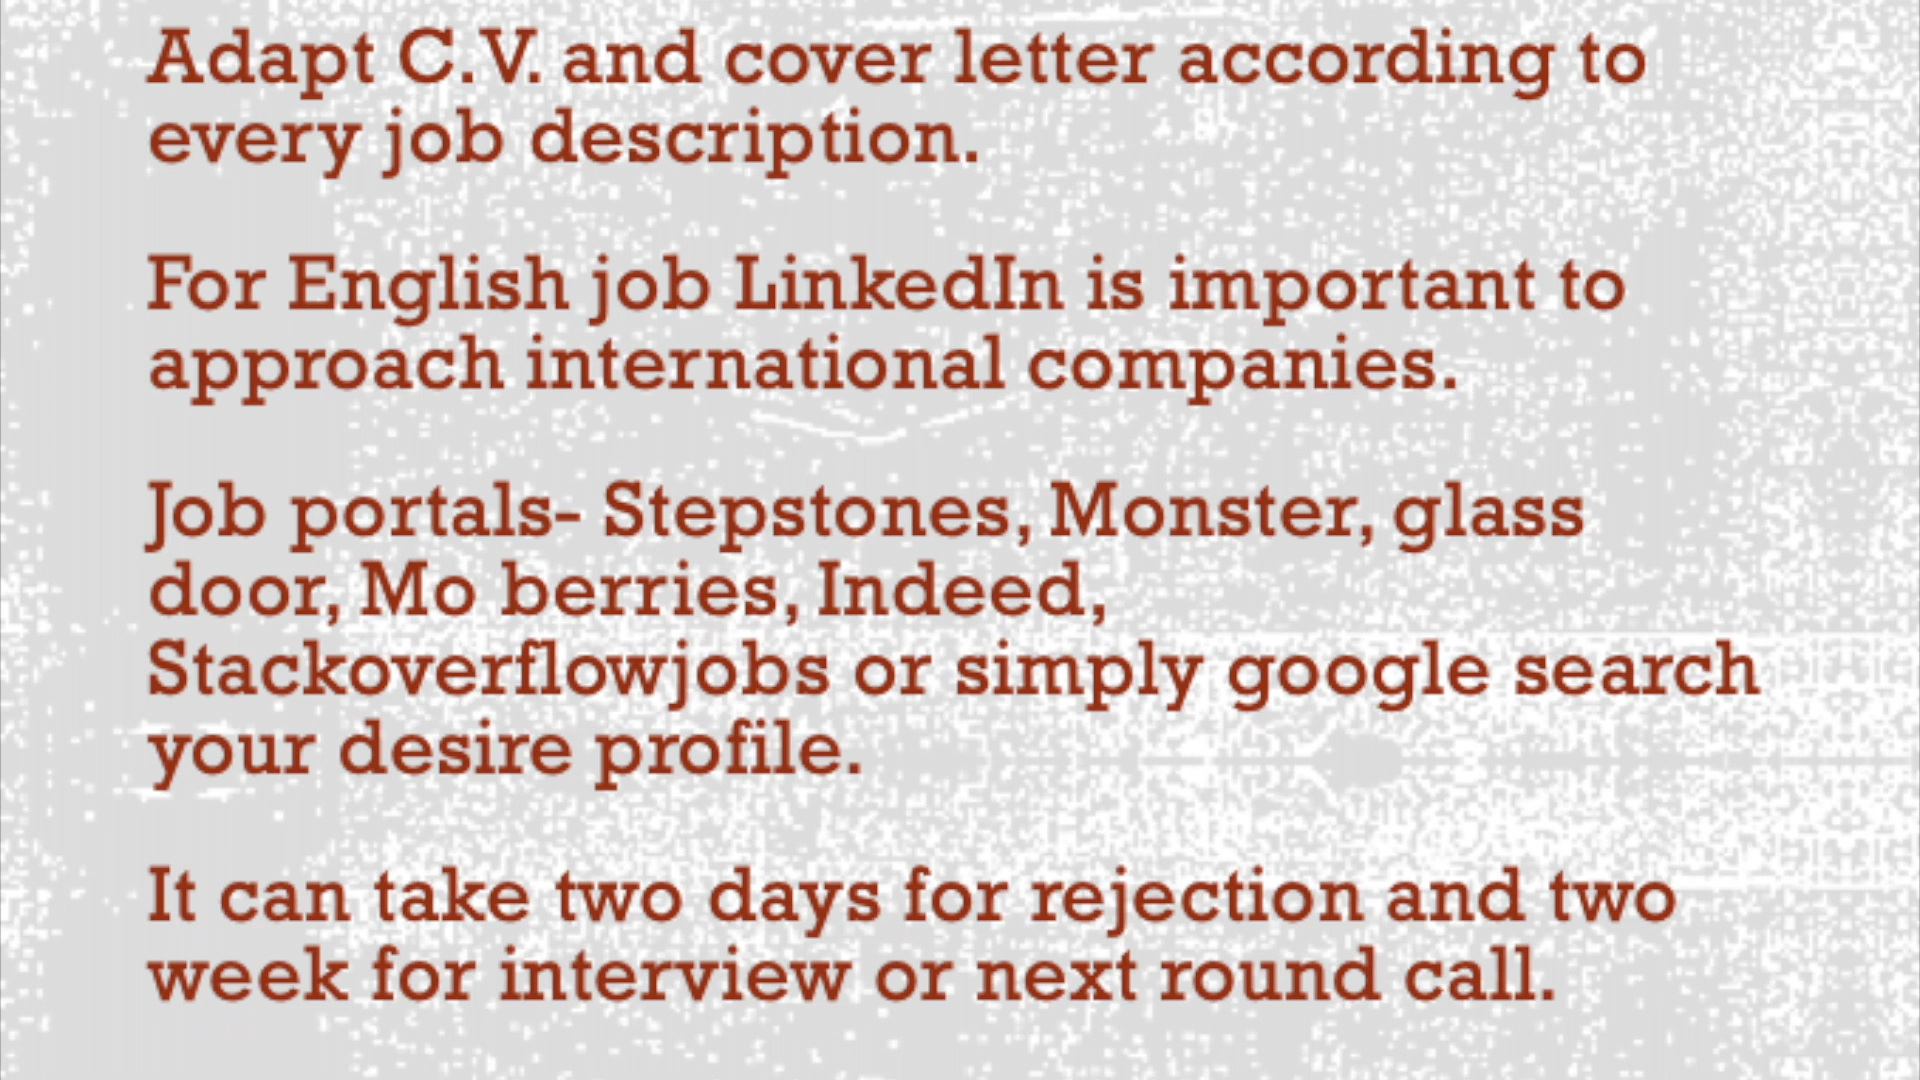 Adapt C.V. and cover letter according to
every job description.
For English job LinkedIn is important to
approach international companies.
Job portals- Stepstones, Monster, glass
door, Mo berries, Indeed,
Stackoverflowjobs or simply google search
your desire profile.
It can take two days for rejection and two
week for interview or next round call.